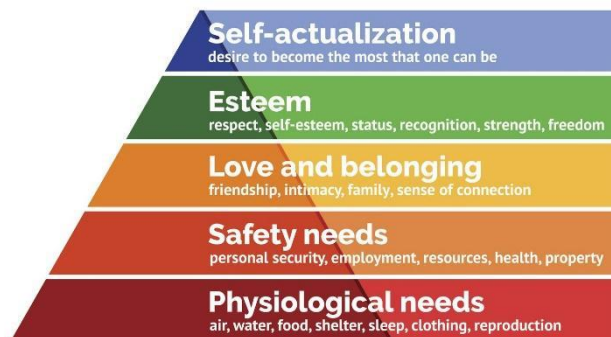 Self-actualization
desire to become the most that one can be
Esteem
respect, self-esteem, status, recognition, strength, freedom
Love and belonging
friendship, intimacy, family, sense of connection
Safety needs
personal security, employment, resources, health, property
Physiological needs
air, water, food, shelter, sleep, clothing, reproduction